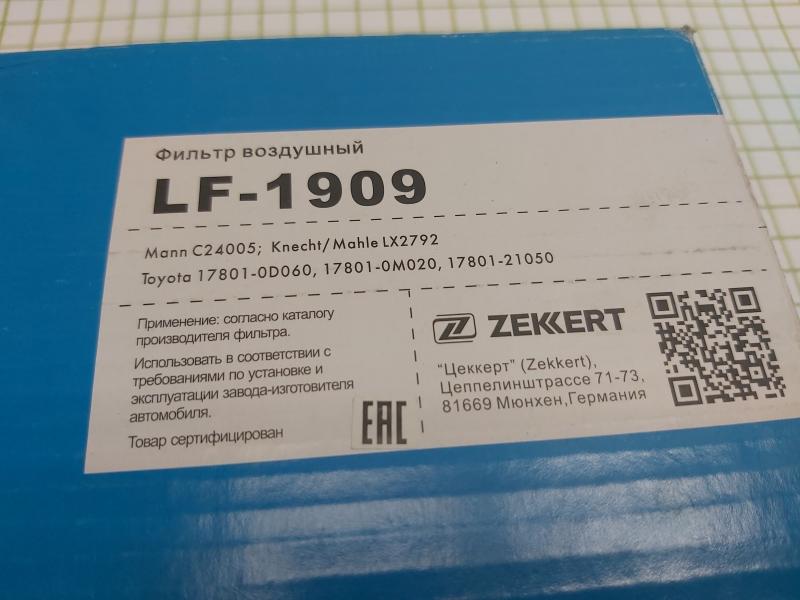 Фильтр воздушный
LF-1909
Mann C24005; Knecht/Mahle LX2792
Toyota 17801-0D060, 17801-0M020, 17801-21050
Применение: согласно каталогу
производителя фильтра.
Использовать в соответствии с
требованиями по установке и
эксплуатации завода-изготовителя
автомобиля.
Товар сертифицирован
EAC
ZEKKERT
"Цеккерт" (Zekkert),
Цеппелинштрассе 71-73,
81669 Мюнхен,Германия